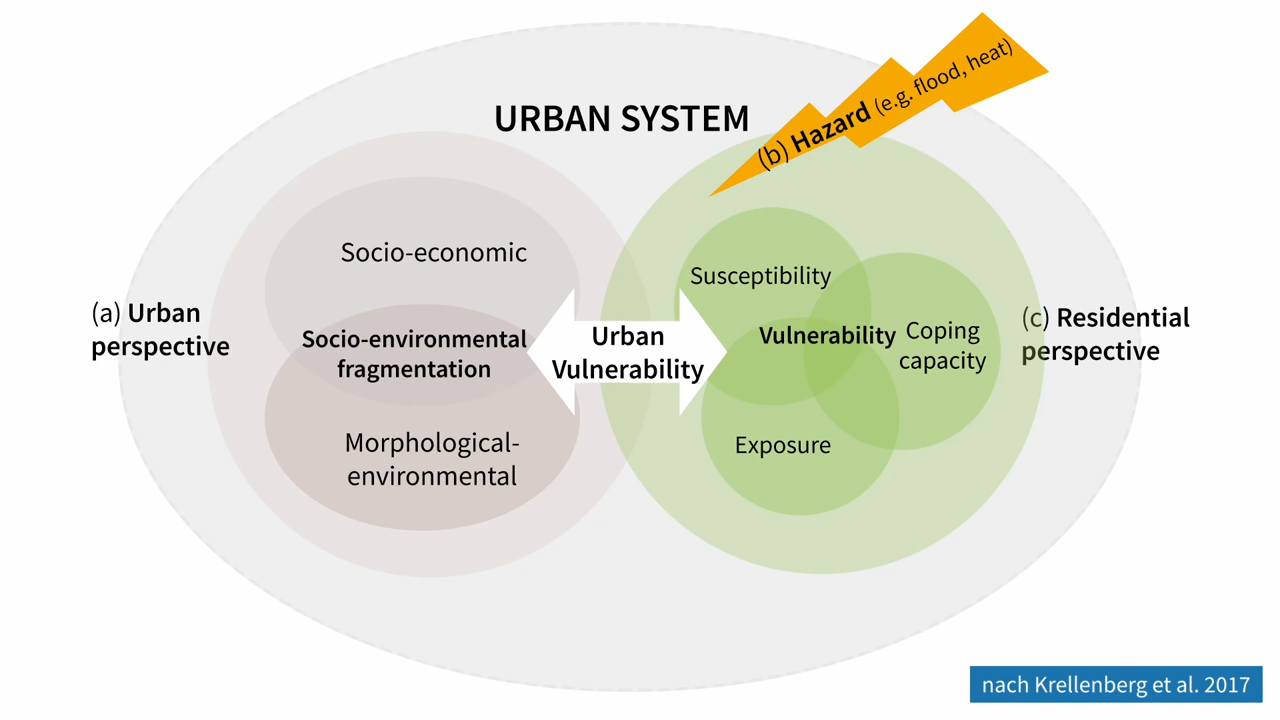 URBAN SYSTEM
(b) Hazard (e.g. flood, heat)
Socio-economic
Susceptibility
(a) Urban
perspective
Socio-environmental
fragmentation
Urban
Vulnerability
Vulnerability
Coping
capacity
(c) Residential
perspective
Morphological-
environmental
Exposure
nach Krellenberg et al. 2017